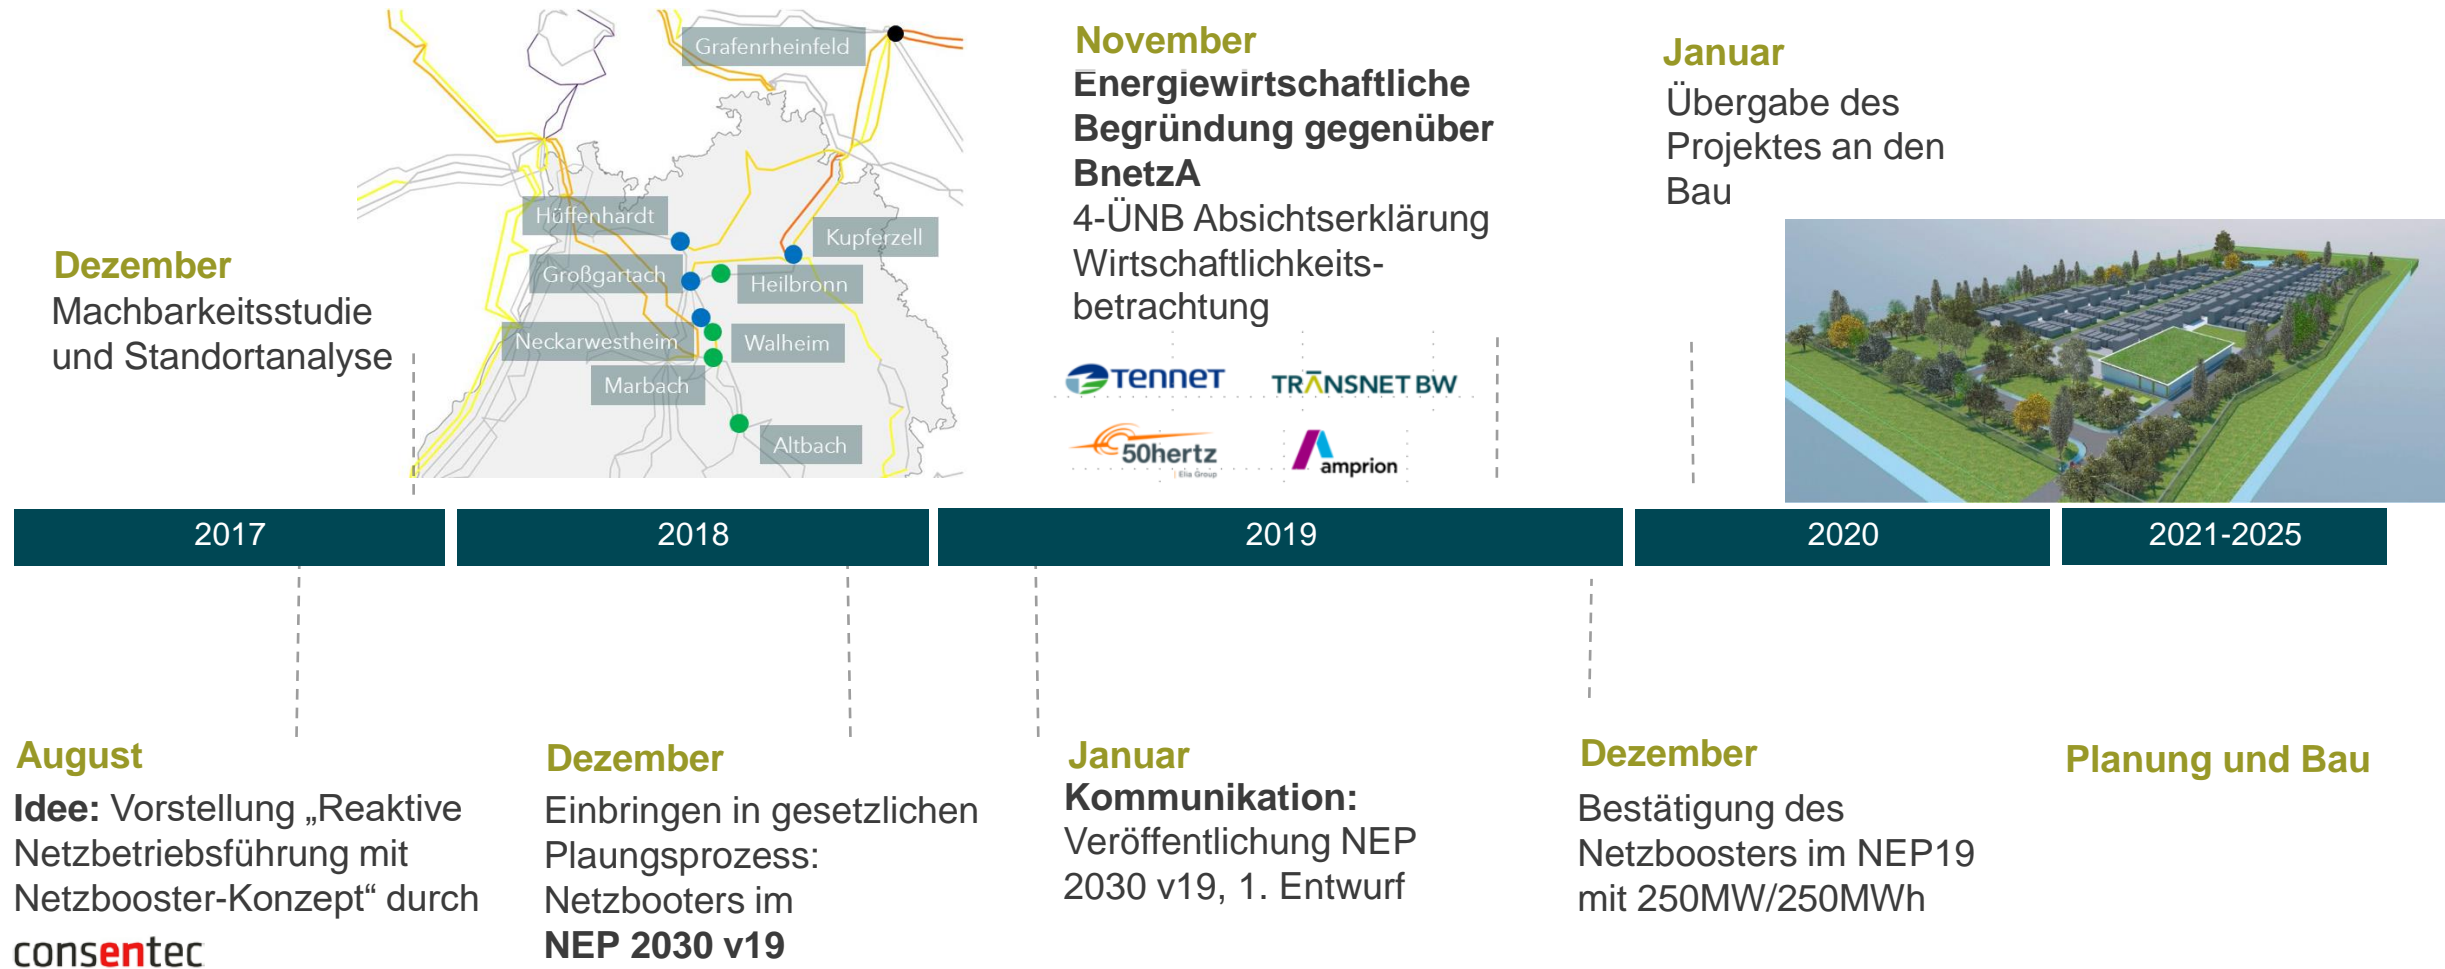 Grafenrheinfeld
Hüffenhardt
Kupferzell
Großgartach
Heilbronn
Neckarwestheim
Walheim
Marbach
Altbach
Dezember
Machbarkeitsstudie
und Standortanalyse
November
Energiewirtschaftliche
Begründung gegenüber
BnetzA
4-ÜNB Absichtserklärung
Wirtschaftlichkeits-
betrachtung
TENNET
TRANSNET BW
50hertz
Elia Group
amprion
Januar
Übergabe des
Projektes an den
Bau
2017
2018
2019
2020
2021-2025
August
Idee: Vorstellung „Reaktive
Netzbetriebsführung mit
Netzbooster-Konzept“ durch
consentec
Dezember
Einbringen in gesetzlichen
Plaungsprozess:
Netzbooters im
NEP 2030 v19
Januar
Kommunikation:
Veröffentlichung NEP
2030 v19, 1. Entwurf
Dezember
Bestätigung des
Netzboosters im NEP19
mit 250MW/250MWh
Planung und Bau